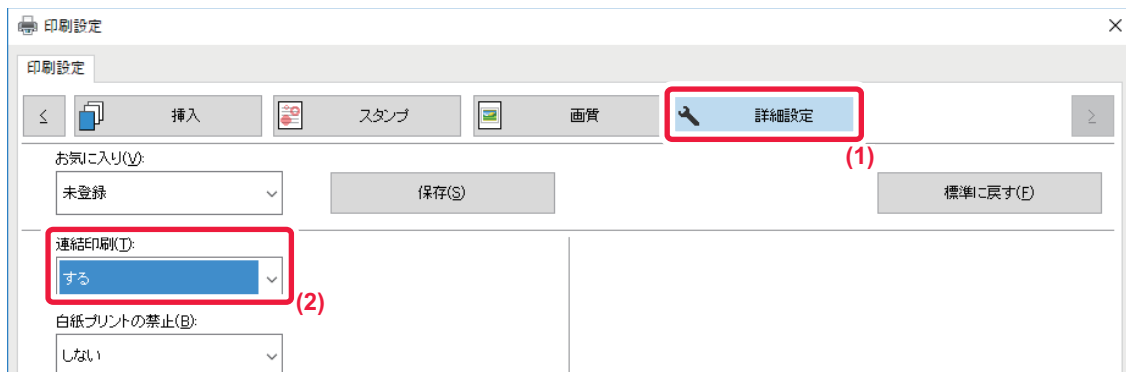 印刷設定
印刷設定
挿入 スタンプ 画質 詳細設定
(1)
お気に入り(V):
未登録 保存(S) 標準に戻す(F)
連結印刷(T):
する
(2)
白紙プリントの禁止(B):
しない